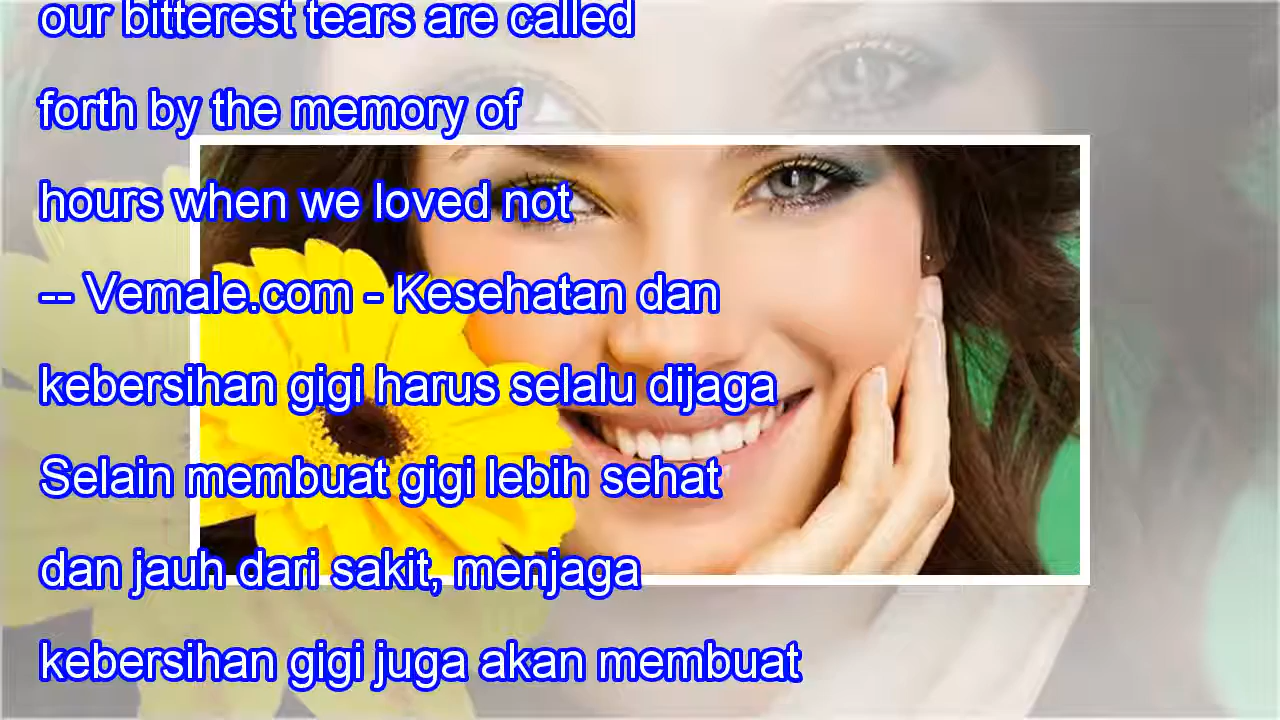 our bitterest tears are called
forth by the memory of
hours when we loved not
-- Vemale.com - Kesehatan dan
kebersihan gigi harus selalu dijaga
Selain membuat gigi lebih sehat
dan jauh dari sakit, menjaga
kebersihan gigi juga akan membuat